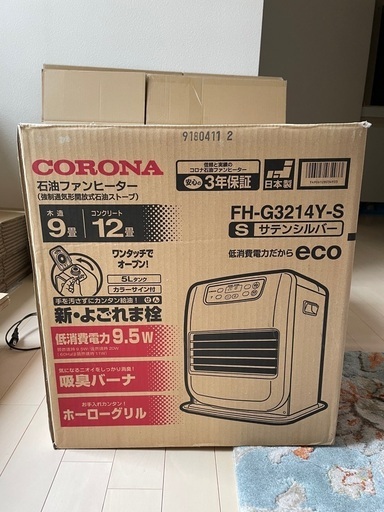 9180411 2
CORONA
石油ファンヒーター
(強制通気形開放式石油ストーブ)
木造
9畳
コンクリート
12畳
信頼と実績の
コロナ石油ファンヒーター
安心の
3年保証
日本製
FH-G3214Y-S
S サテンシルバー
低消費電力だから eco
ワンタッチで
オープン!
5Lタンク
カラーサイン付
手を汚さずにカンタン給油!
新・よごれま栓
せん
低消費電力 9.5W
気になるニオイをしっかり消臭!
吸臭バーナ
お手入れカンタン!
ホーローグリル